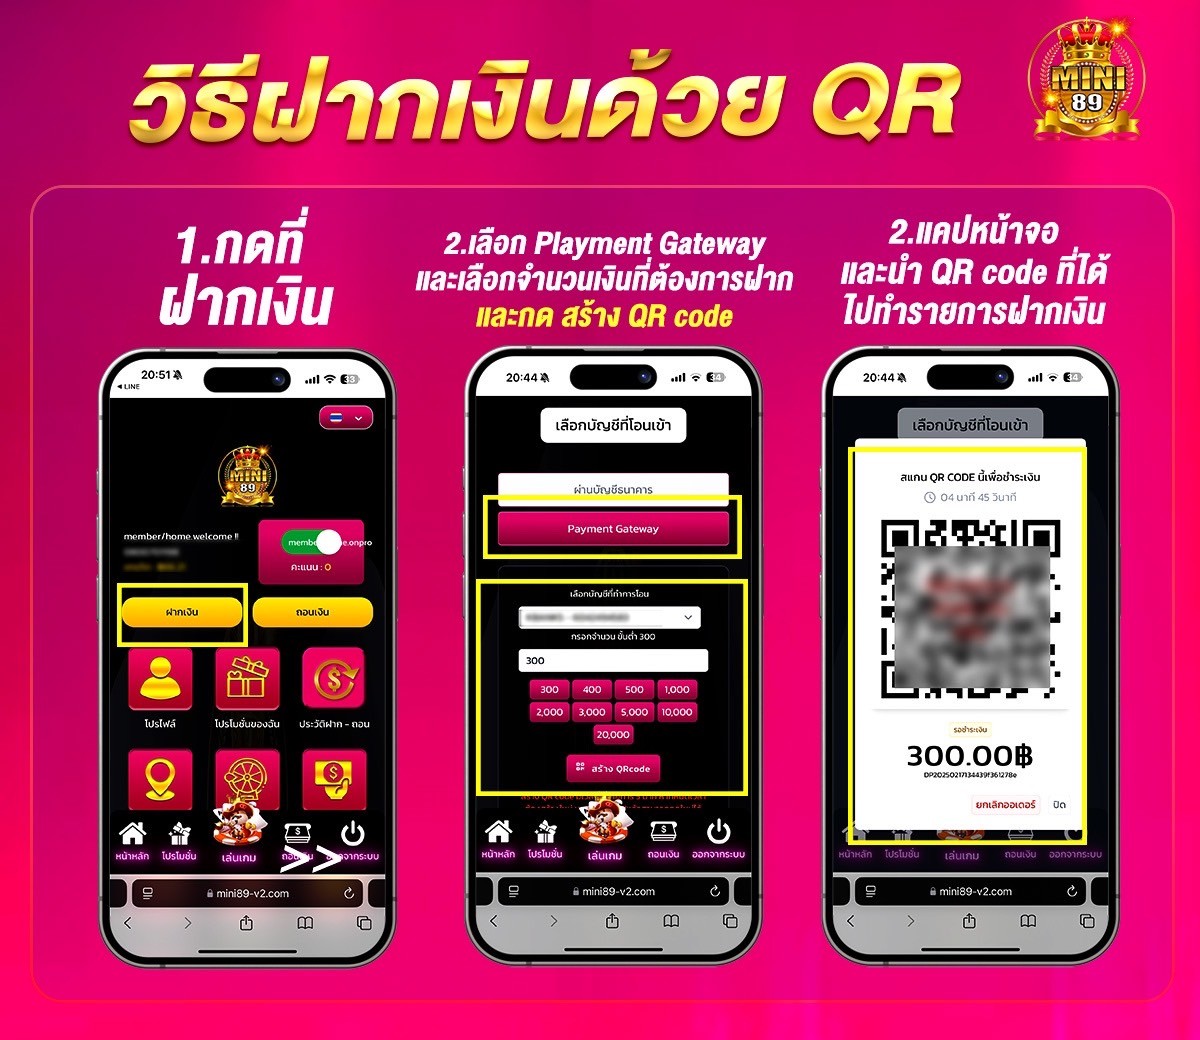 วิธีฝากเงินด้วย QR
MINI
89
1.กดที่
ฝากเงิน
2.เลือก Playment Gateway
และเลือกจำนวนเงินที่ต้องการฝาก
และกด สร้าง QR code
2.แคปหน้าจอ
และนำ QR code ที่ได้
ไปทำรายการฝากเงิน
20:51
33
LINE
MINI
89
member/home.welcome !!
คะแนน : 0
ฝากเงิน
ถอนเงิน
โปรไฟล์
โปรโมชั่นของฉัน
ประวัติฝาก - ถอน
หน้าหลัก
โปรโมชั่น
เล่นเกม
ถอนเงิน
ออกจากระบบ
mini89-v2.com
20:44
34
เลือกบัญชีที่โอนเข้า
ผ่านบัญชีธนาคาร
Payment Gateway
เลือกบัญชีที่ทำการโอน
กรอกจำนวน ขั้นต่ำ 300
300
300 400 500 1,000
2,000 3,000 5,000 10,000
20,000
สร้าง QRcode
หน้าหลัก
โปรโมชั่น
เล่นเกม
ถอนเงิน
ออกจากระบบ
mini89-v2.com
20:44
34
เลือกบัญชีที่โอนเข้า
สแกน QR CODE นี้เพื่อชำระเงิน
04 นาที 45 วินาที
รอชำระเงิน
300.00฿
DP20250217134439f361278e
ยกเลิกออเดอร์
ปิด
หน้าหลัก
โปรโมชั่น
เล่นเกม
ถอนเงิน
ออกจากระบบ
mini89-v2.com